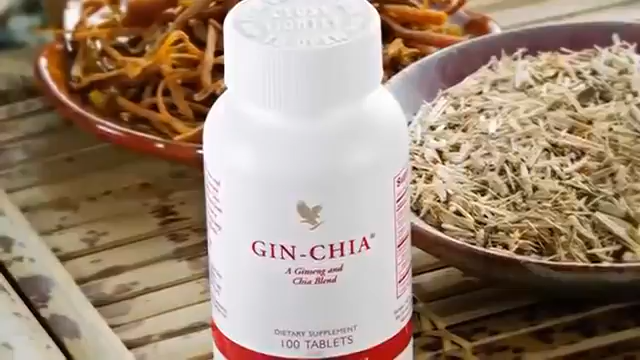 GIN-CHIA®
A Ginseng and
Chia Blend
DIETARY SUPPLEMENT
100 TABLETS